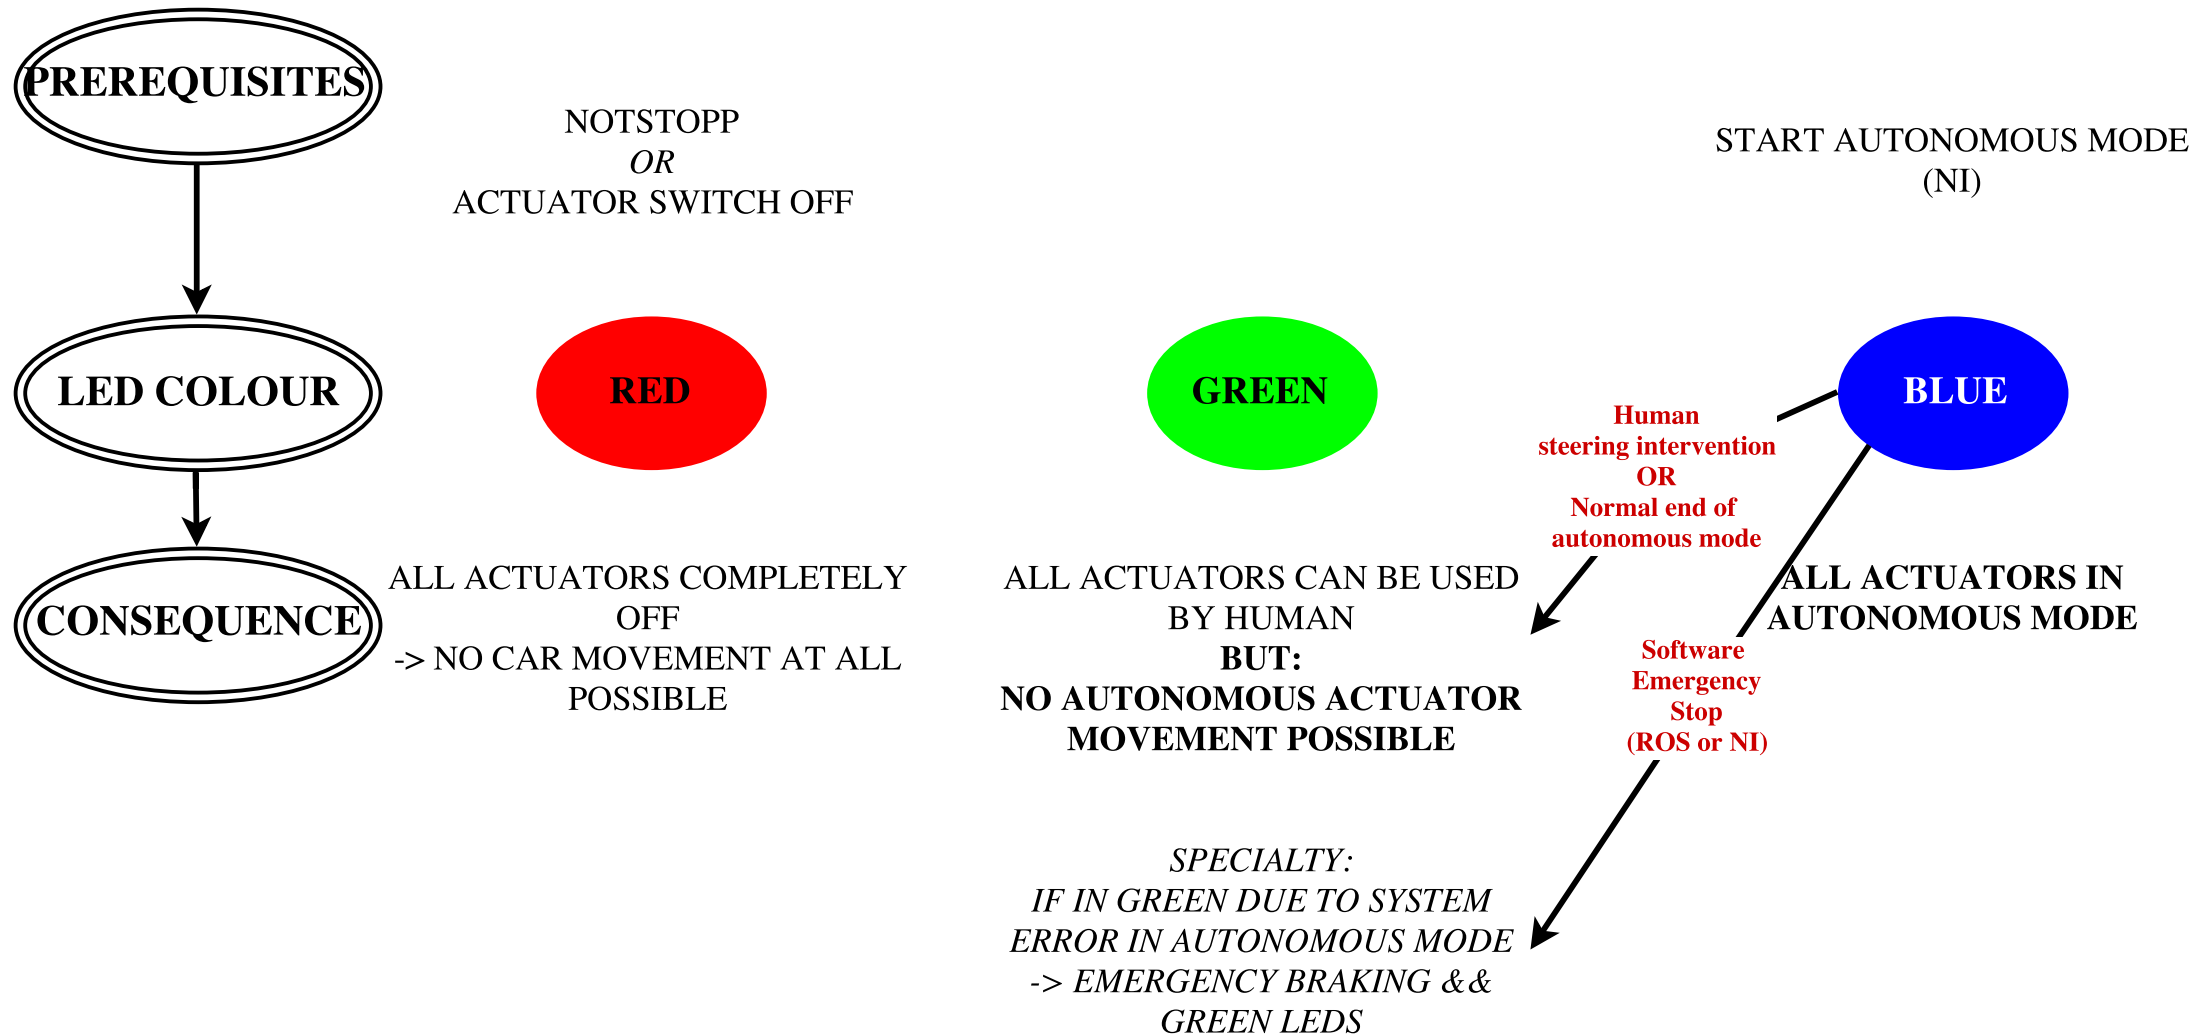 PREREQUISITES
NOTSTOPP
OR
ACTUATOR SWITCH OFF
START AUTONOMOUS MODE
(NI)
LED COLOUR
RED
GREEN
BLUE
Human
steering intervention
OR
Normal end of
autonomous mode
CONSEQUENCE
ALL ACTUATORS COMPLETELY
OFF
-> NO CAR MOVEMENT AT ALL
POSSIBLE
ALL ACTUATORS CAN BE USED
BY HUMAN
BUT:
NO AUTONOMOUS ACTUATOR
MOVEMENT POSSIBLE
ALL ACTUATORS IN
AUTONOMOUS MODE
Software
Emergency
Stop
(ROS or NI)
SPECIALTY:
IF IN GREEN DUE TO SYSTEM
ERROR IN AUTONOMOUS MODE
-> EMERGENCY BRAKING &&
GREEN LEDS